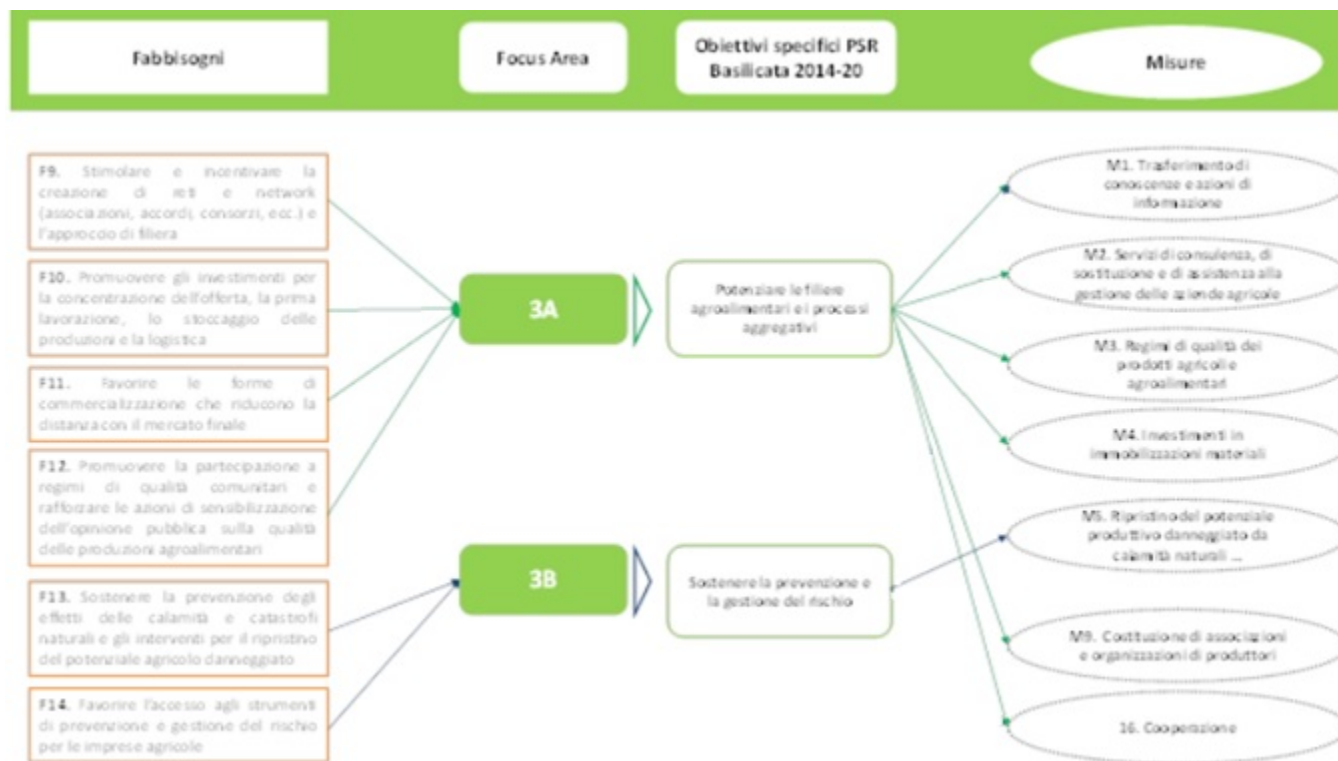 Fabbisogni
Focus Area
Obiettivi specifici PSR
Basilicata 2014-20
Misure
F9. Stimolare e incentivare la
creazione di reti e network
(associazioni, accordi, consorzi, ecc.) e
l'approccio di filiera
F10. Promuovere gli investimenti per
la concentrazione dell'offerta, la prima
lavorazione, lo stoccaggio delle
produzioni e la logistica
F11. Favorire le forme di
commercializzazione che riducono la
distanza con il mercato finale
F12. Promuovere la partecipazione a
regimi di qualità comunitari e
rafforzare le azioni di sensibilizzazione
dell'opinione pubblica sulla qualità
delle produzioni agroalimentari
F13. Sostenere la prevenzione degli
effetti delle calamità e catastrofi
naturali e gli interventi per il ripristino
del potenziale agricolo danneggiato
F14. Favorire l'accesso agli strumenti
di prevenzione e gestione del rischio
per le imprese agricole
3A
3B
Potenziare le filiere
agroalimentari e i processi
aggregativi
Sostenere la prevenzione e
la gestione del rischio
M1. Trasferimento di
conoscenze e azioni di
informazione
M2. Servizi di consulenza, di
sostituzione e di assistenza alla
gestione delle aziende agricole
M3. Regimi di qualità dei
prodotti agricoli e
agroalimentari
M4. Investimenti in
immobilizzazioni materiali
M5. Ripristino del potenziale
produttivo danneggiato da
calamità naturali ...
M9. Costituzione di associazioni
e organizzazioni di produttori
16. Cooperazione